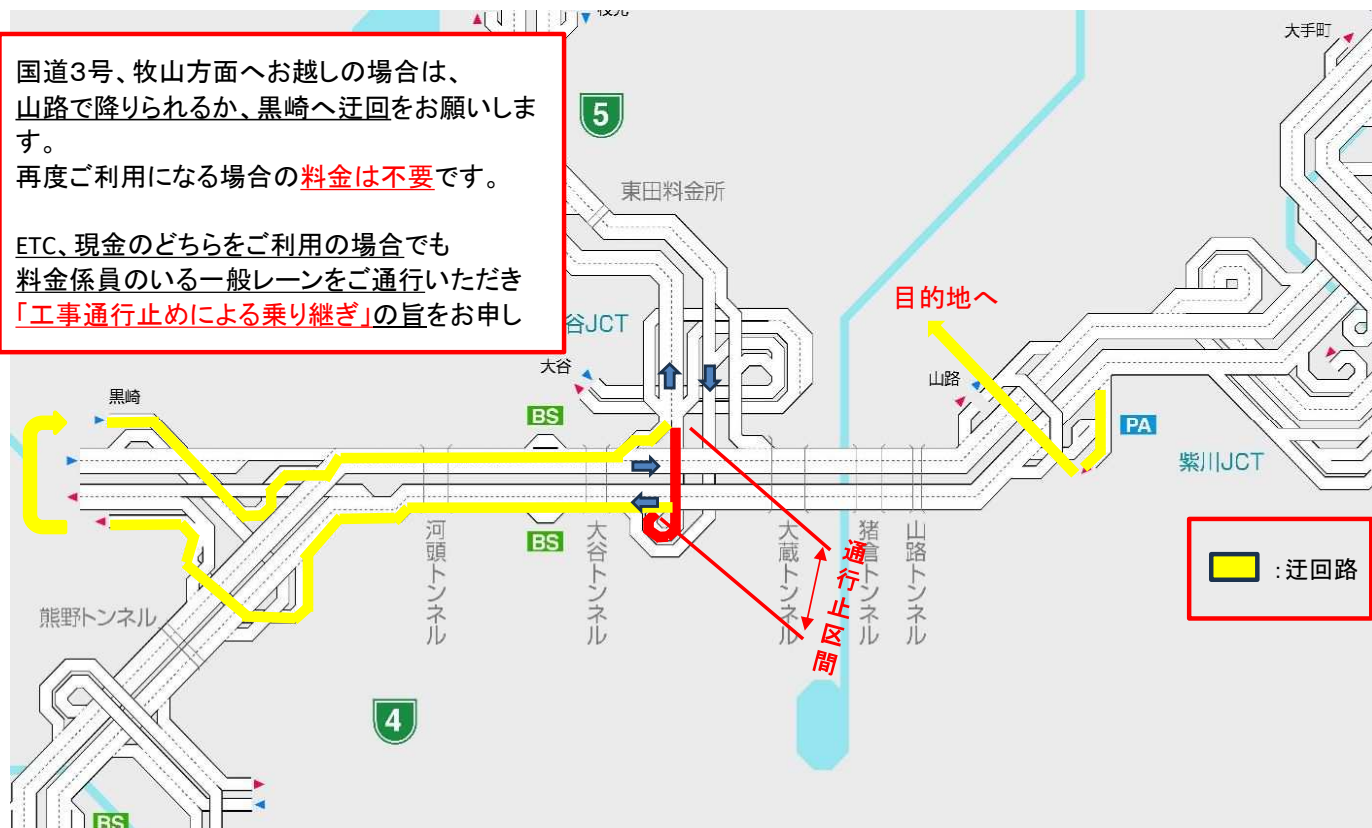 国道3号、牧山方面へお越しの場合は、
山路で降りられるか、黒崎へ迂回をお願いしま
す。
再度ご利用になる場合の料金は不要です。
ETC、現金のどちらをご利用の場合でも
料金係員のいる一般レーンをご通行いただき
「工事通行止めによる乗り継ぎ」の旨をお申し
大手町
5
東田料金所
谷JCT
大谷
目的地へ
山路
黒崎
BS
PA
紫川JCT
BS
河頭トンネル
大谷トンネル
大蔵トンネル
猪倉トンネル
山路トンネル
通行止区間
:迂回路
熊野トンネル
4
BS